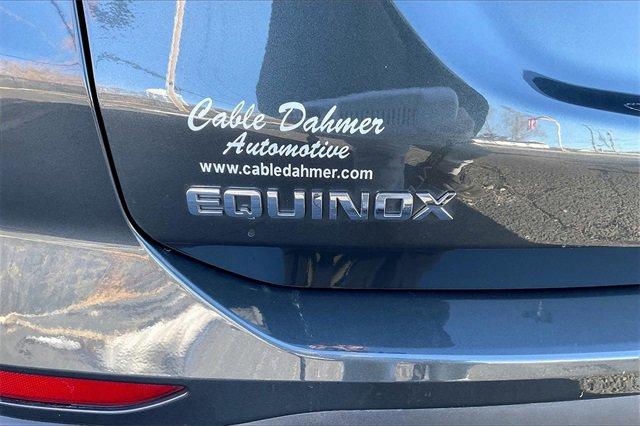 Cable Dahmer
Automotive
www.cabledahmer.com
EQUINOX